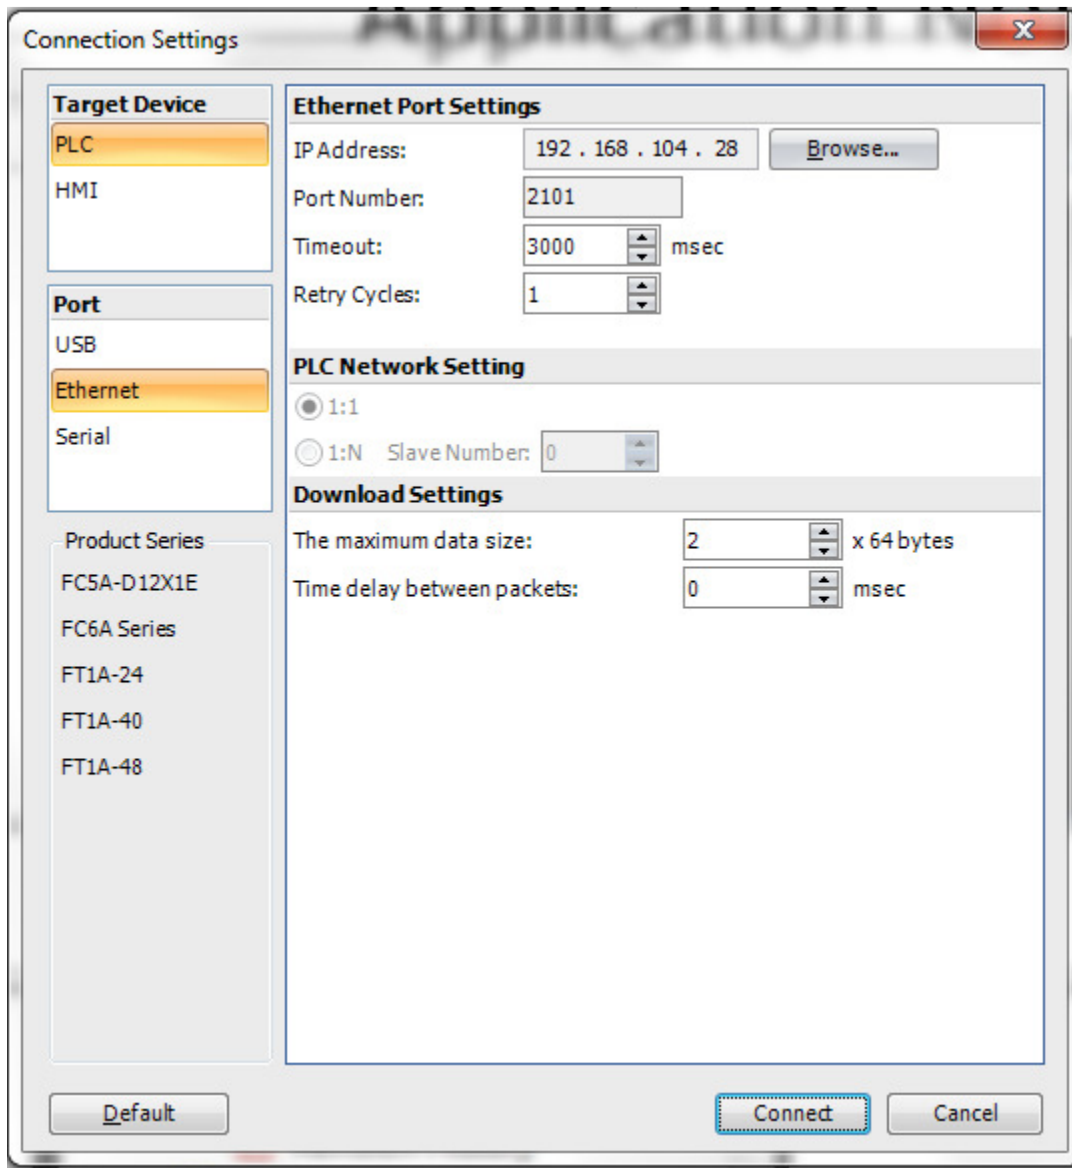 Application
Connection Settings
X
Target Device
PLC
HMI
Port
USB
Ethernet
Serial
Product Series
FC5A-D12X1E
FC6A Series
FT1A-24
FT1A-40
FT1A-48
Ethernet Port Settings
IP Address: 192 . 168 . 104 . 28 Browse...
Port Number: 2101
Timeout: 3000 msec
Retry Cycles: 1
PLC Network Setting
1:1
1:N Slave Number: 0
Download Settings
The maximum data size: 2 x 64 bytes
Time delay between packets: 0 msec
Default Connect Cancel